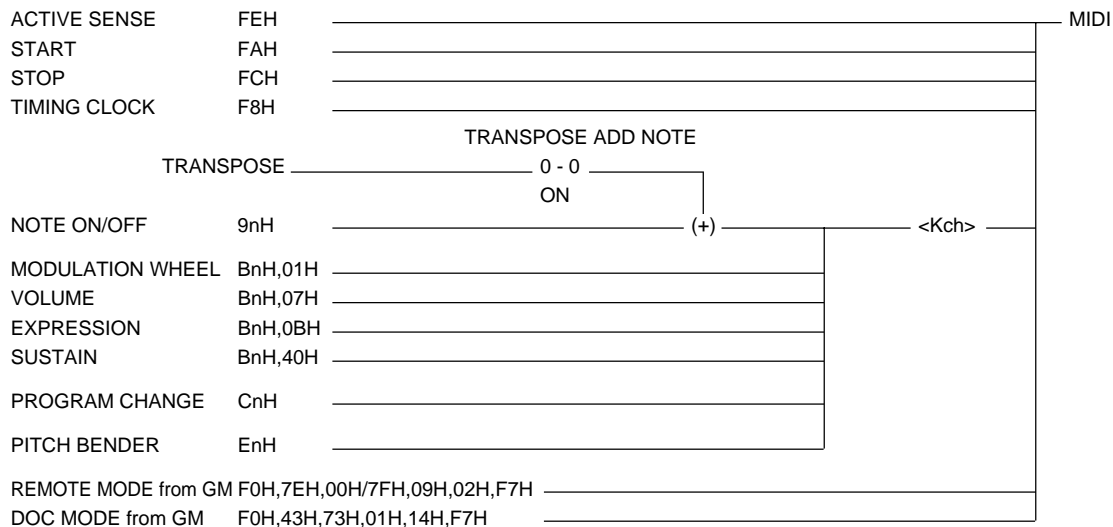 ACTIVE SENSE FEH MIDI
START FAH
STOP FCH
TIMING CLOCK F8H
TRANSPOSE ADD NOTE
TRANSPOSE 0 - 0
ON
NOTE ON/OFF 9nH (+) <Kch>
MODULATION WHEEL BnH,01H
VOLUME BnH,07H
EXPRESSION BnH,0BH
SUSTAIN BnH,40H
PROGRAM CHANGE CnH
PITCH BENDER EnH
REMOTE MODE from GM F0H,7EH,00H/7FH,09H,02H,F7H
DOC MODE from GM F0H,43H,73H,01H,14H,F7H